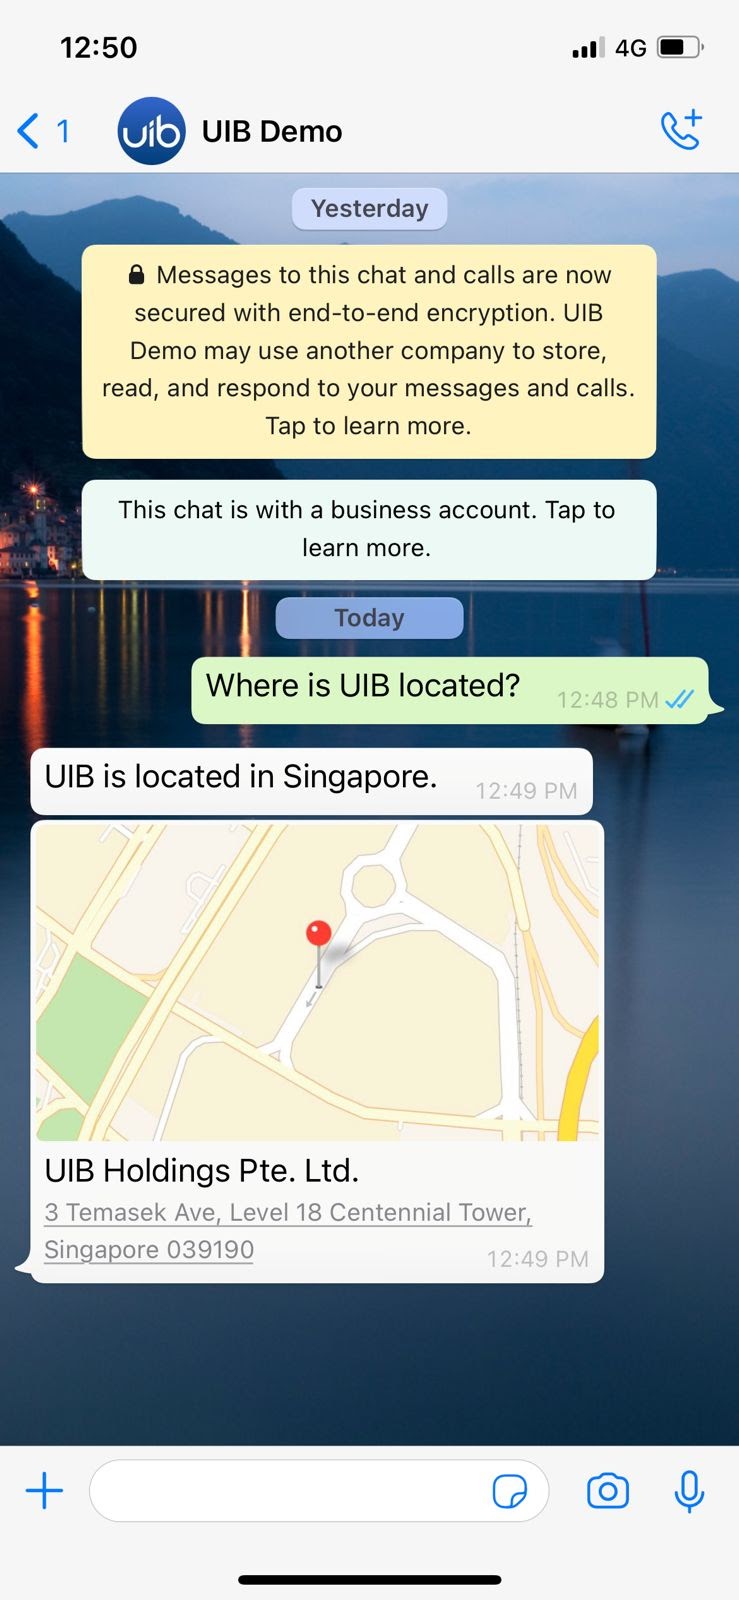 12:50
4G
1
uib
UIB Demo
Yesterday
Messages to this chat and calls are now
secured with end-to-end encryption. UIB
Demo may use another company to store,
read, and respond to your messages and calls.
Tap to learn more.
This chat is with a business account. Tap to
learn more.
Today
Where is UIB located?
12:48 PM
UIB is located in Singapore.
12:49 PM
UIB Holdings Pte. Ltd.
3 Temasek Ave, Level 18 Centennial Tower,
Singapore 039190
12:49 PM